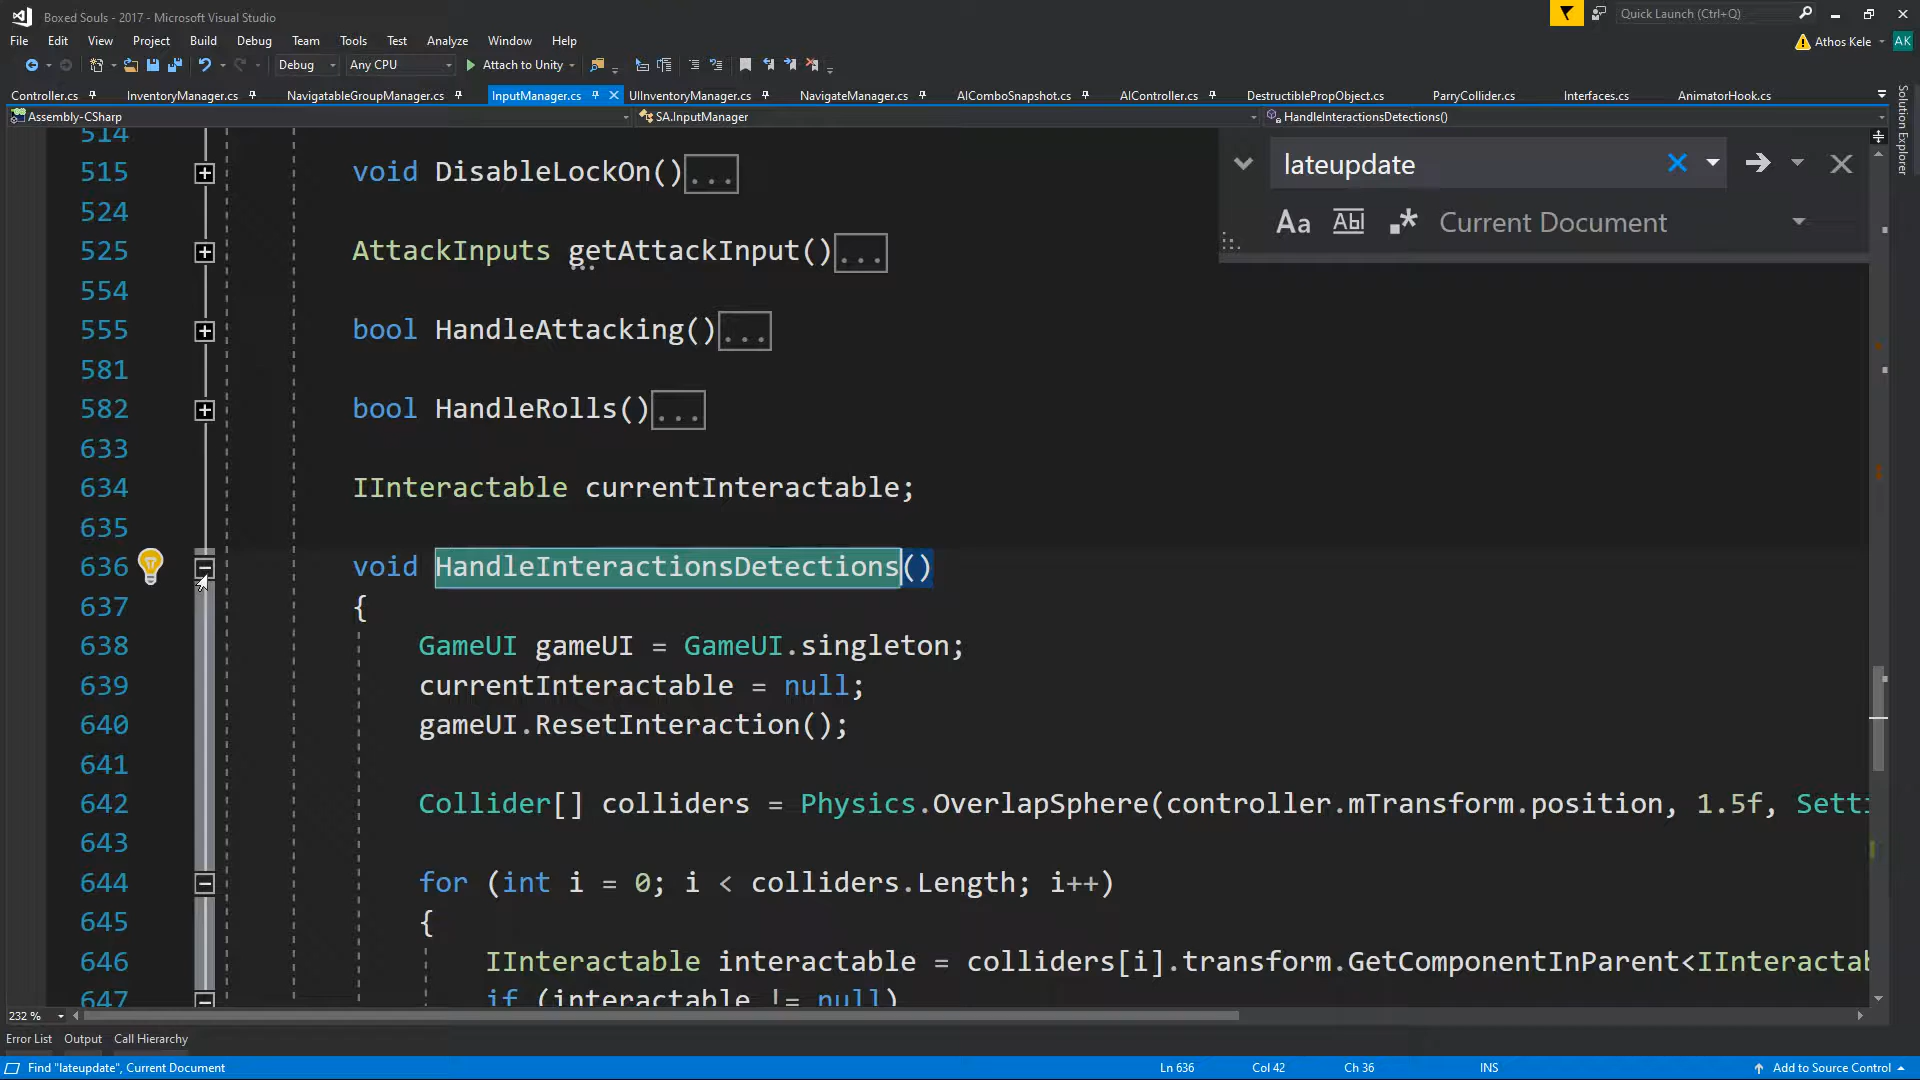 Boxed Souls - 2017 - Microsoft Visual Studio
Quick Launch (Ctrl+Q)
File Edit View Project Build Debug Team Tools Test Analyze Window Help
Athos Kele AK
Debug Any CPU Attach to Unity
Controller.cs InventoryManager.cs NavigatableGroupManager.cs InputManager.cs UIInventoryManager.cs NavigateManager.cs AIComboSnapshot.cs AIController.cs DestructiblePropObject.cs ParryCollider.cs Interfaces.cs AnimatorHook.cs
Solution Explorer
Assembly-CSharp SA.InputManager HandleInteractionsDetections()
lateupdate
Aa Abl .* Current Document
514
515 void DisableLockOn()...
524
525 AttackInputs getAttackInput()...
554
555 bool HandleAttacking()...
581
582 bool HandleRolls()...
633
634 IInteractable currentInteractable;
635
636 void HandleInteractionsDetections()
637 {
638 GameUI gameUI = GameUI.singleton;
639 currentInteractable = null;
640 gameUI.ResetInteraction();
641
642 Collider[] colliders = Physics.OverlapSphere(controller.mTransform.position, 1.5f, Setti
643
644 for (int i = 0; i < colliders.Length; i++)
645 {
646 IInteractable interactable = colliders[i].transform.GetComponentInParent<IInteractab
647 if (interactable != null)
232 %
Error List Output Call Hierarchy
Find "lateupdate", Current Document Ln 636 Col 42 Ch 36 INS Add to Source Control